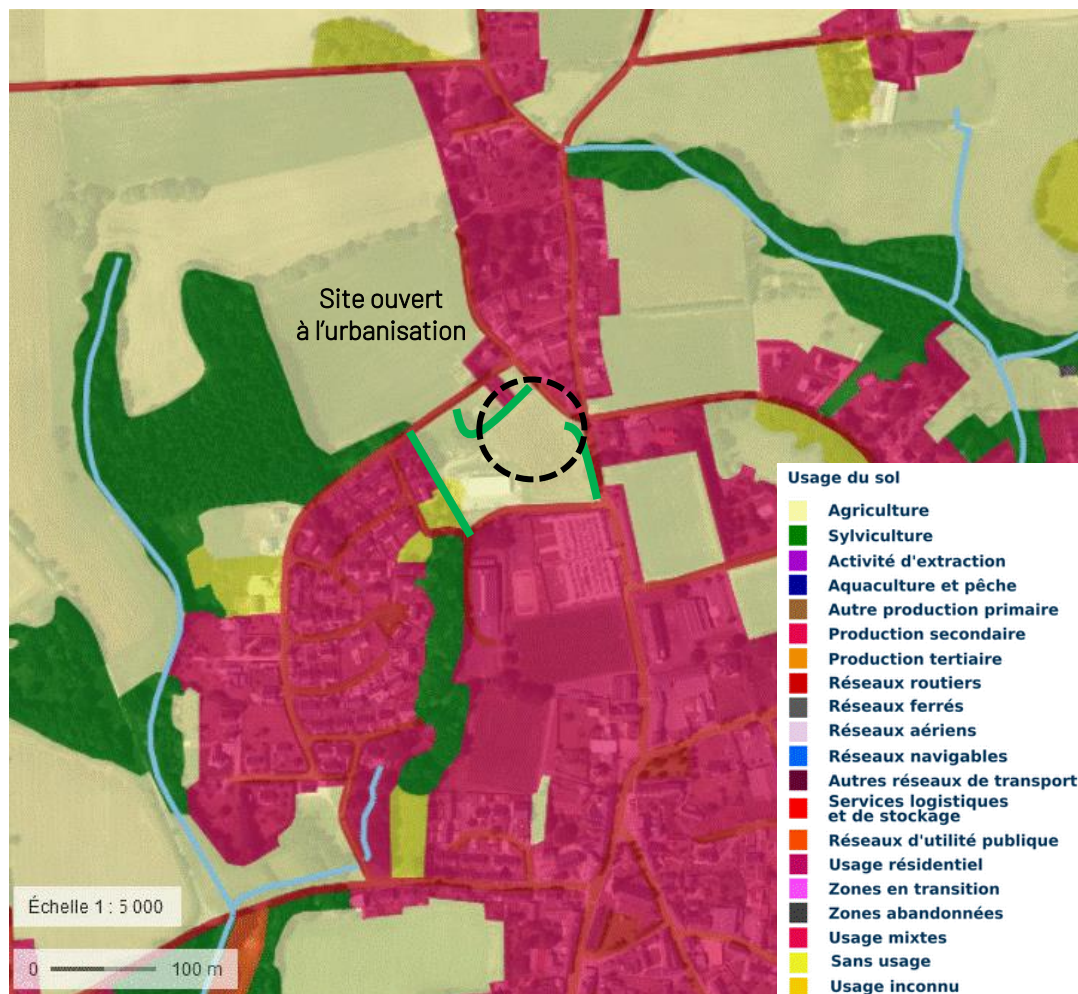 Site ouvert
à l'urbanisation
Usage du sol
Agriculture
Sylviculture
Activité d'extraction
Aquaculture et pêche
Autre production primaire
Production secondaire
Production tertiaire
Réseaux routiers
Réseaux ferrés
Réseaux aériens
Réseaux navigables
Autres réseaux de transport
Services logistiques
et de stockage
Réseaux d'utilité publique
Usage résidentiel
Zones en transition
Zones abandonnées
Usage mixtes
Sans usage
Usage inconnu
Échelle 1 : 5 000
0 100 m